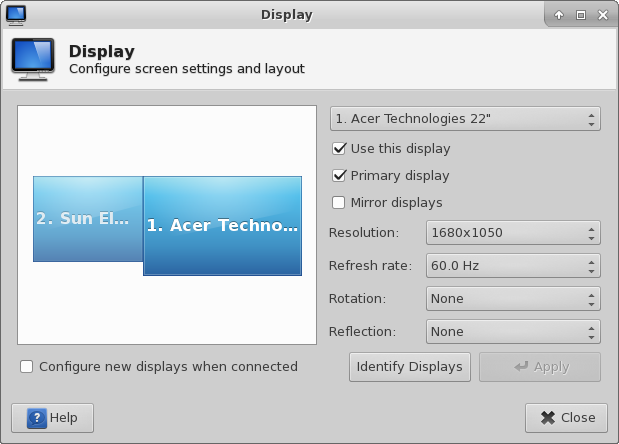 Display
Display
Configure screen settings and layout
2. Sun El...
1. Acer Techno...
1. Acer Technologies 22"
Use this display
Primary display
Mirror displays
Resolution: 1680x1050
Refresh rate: 60.0 Hz
Rotation: None
Reflection: None
Configure new displays when connected
Identify Displays
Apply
? Help
Close